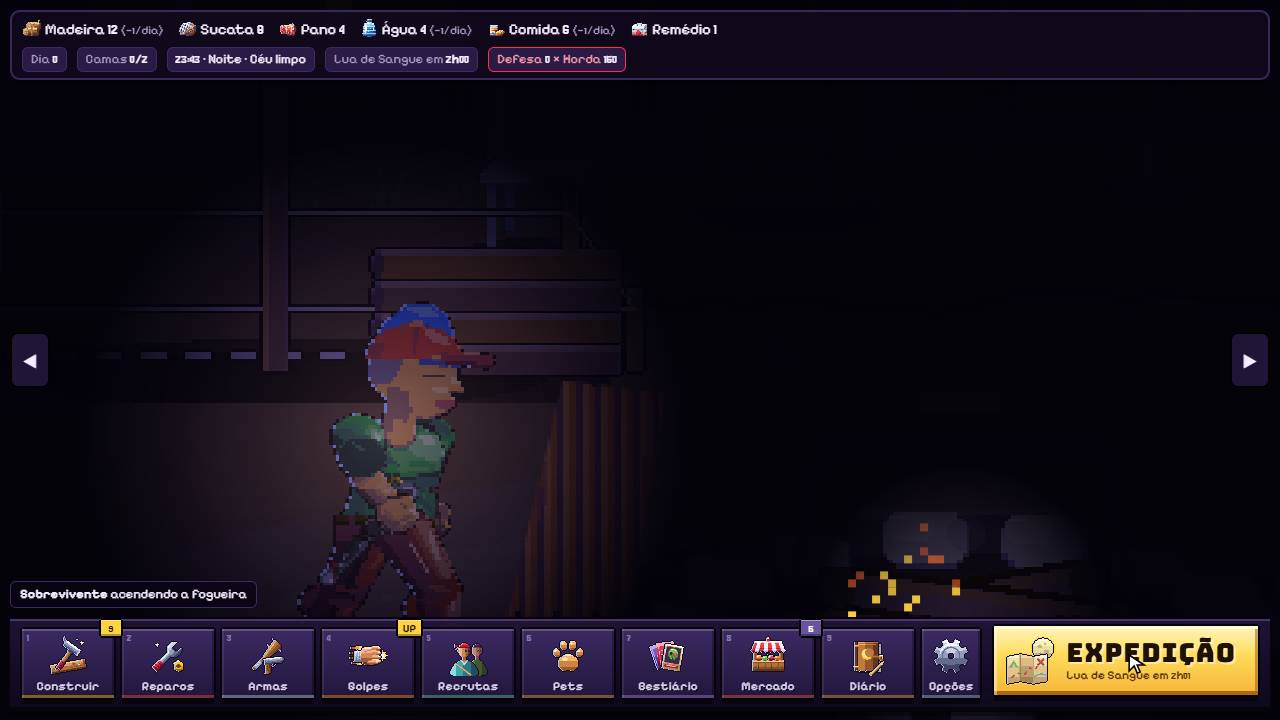 Madeira 12 (-1/dia) Sucata 8 Pano 4 Água 4 (-1/dia) Comida 6 (-1/dia) Remédio 1
Dia 0 Camas 0/2 23:43 · Noite · Céu limpo Lua de Sangue em 2h00 Defesa 0 × Horda 160
◀ ▶
Sobrevivente acendendo a fogueira
9 UP 6
1 2 3 4 5 6 7 8 9
Construir Reparos Armas Golpes Recrutas Pets Bestiário Mercado Diário Opções
EXPEDIÇÃO
Lua de Sangue em 2h01